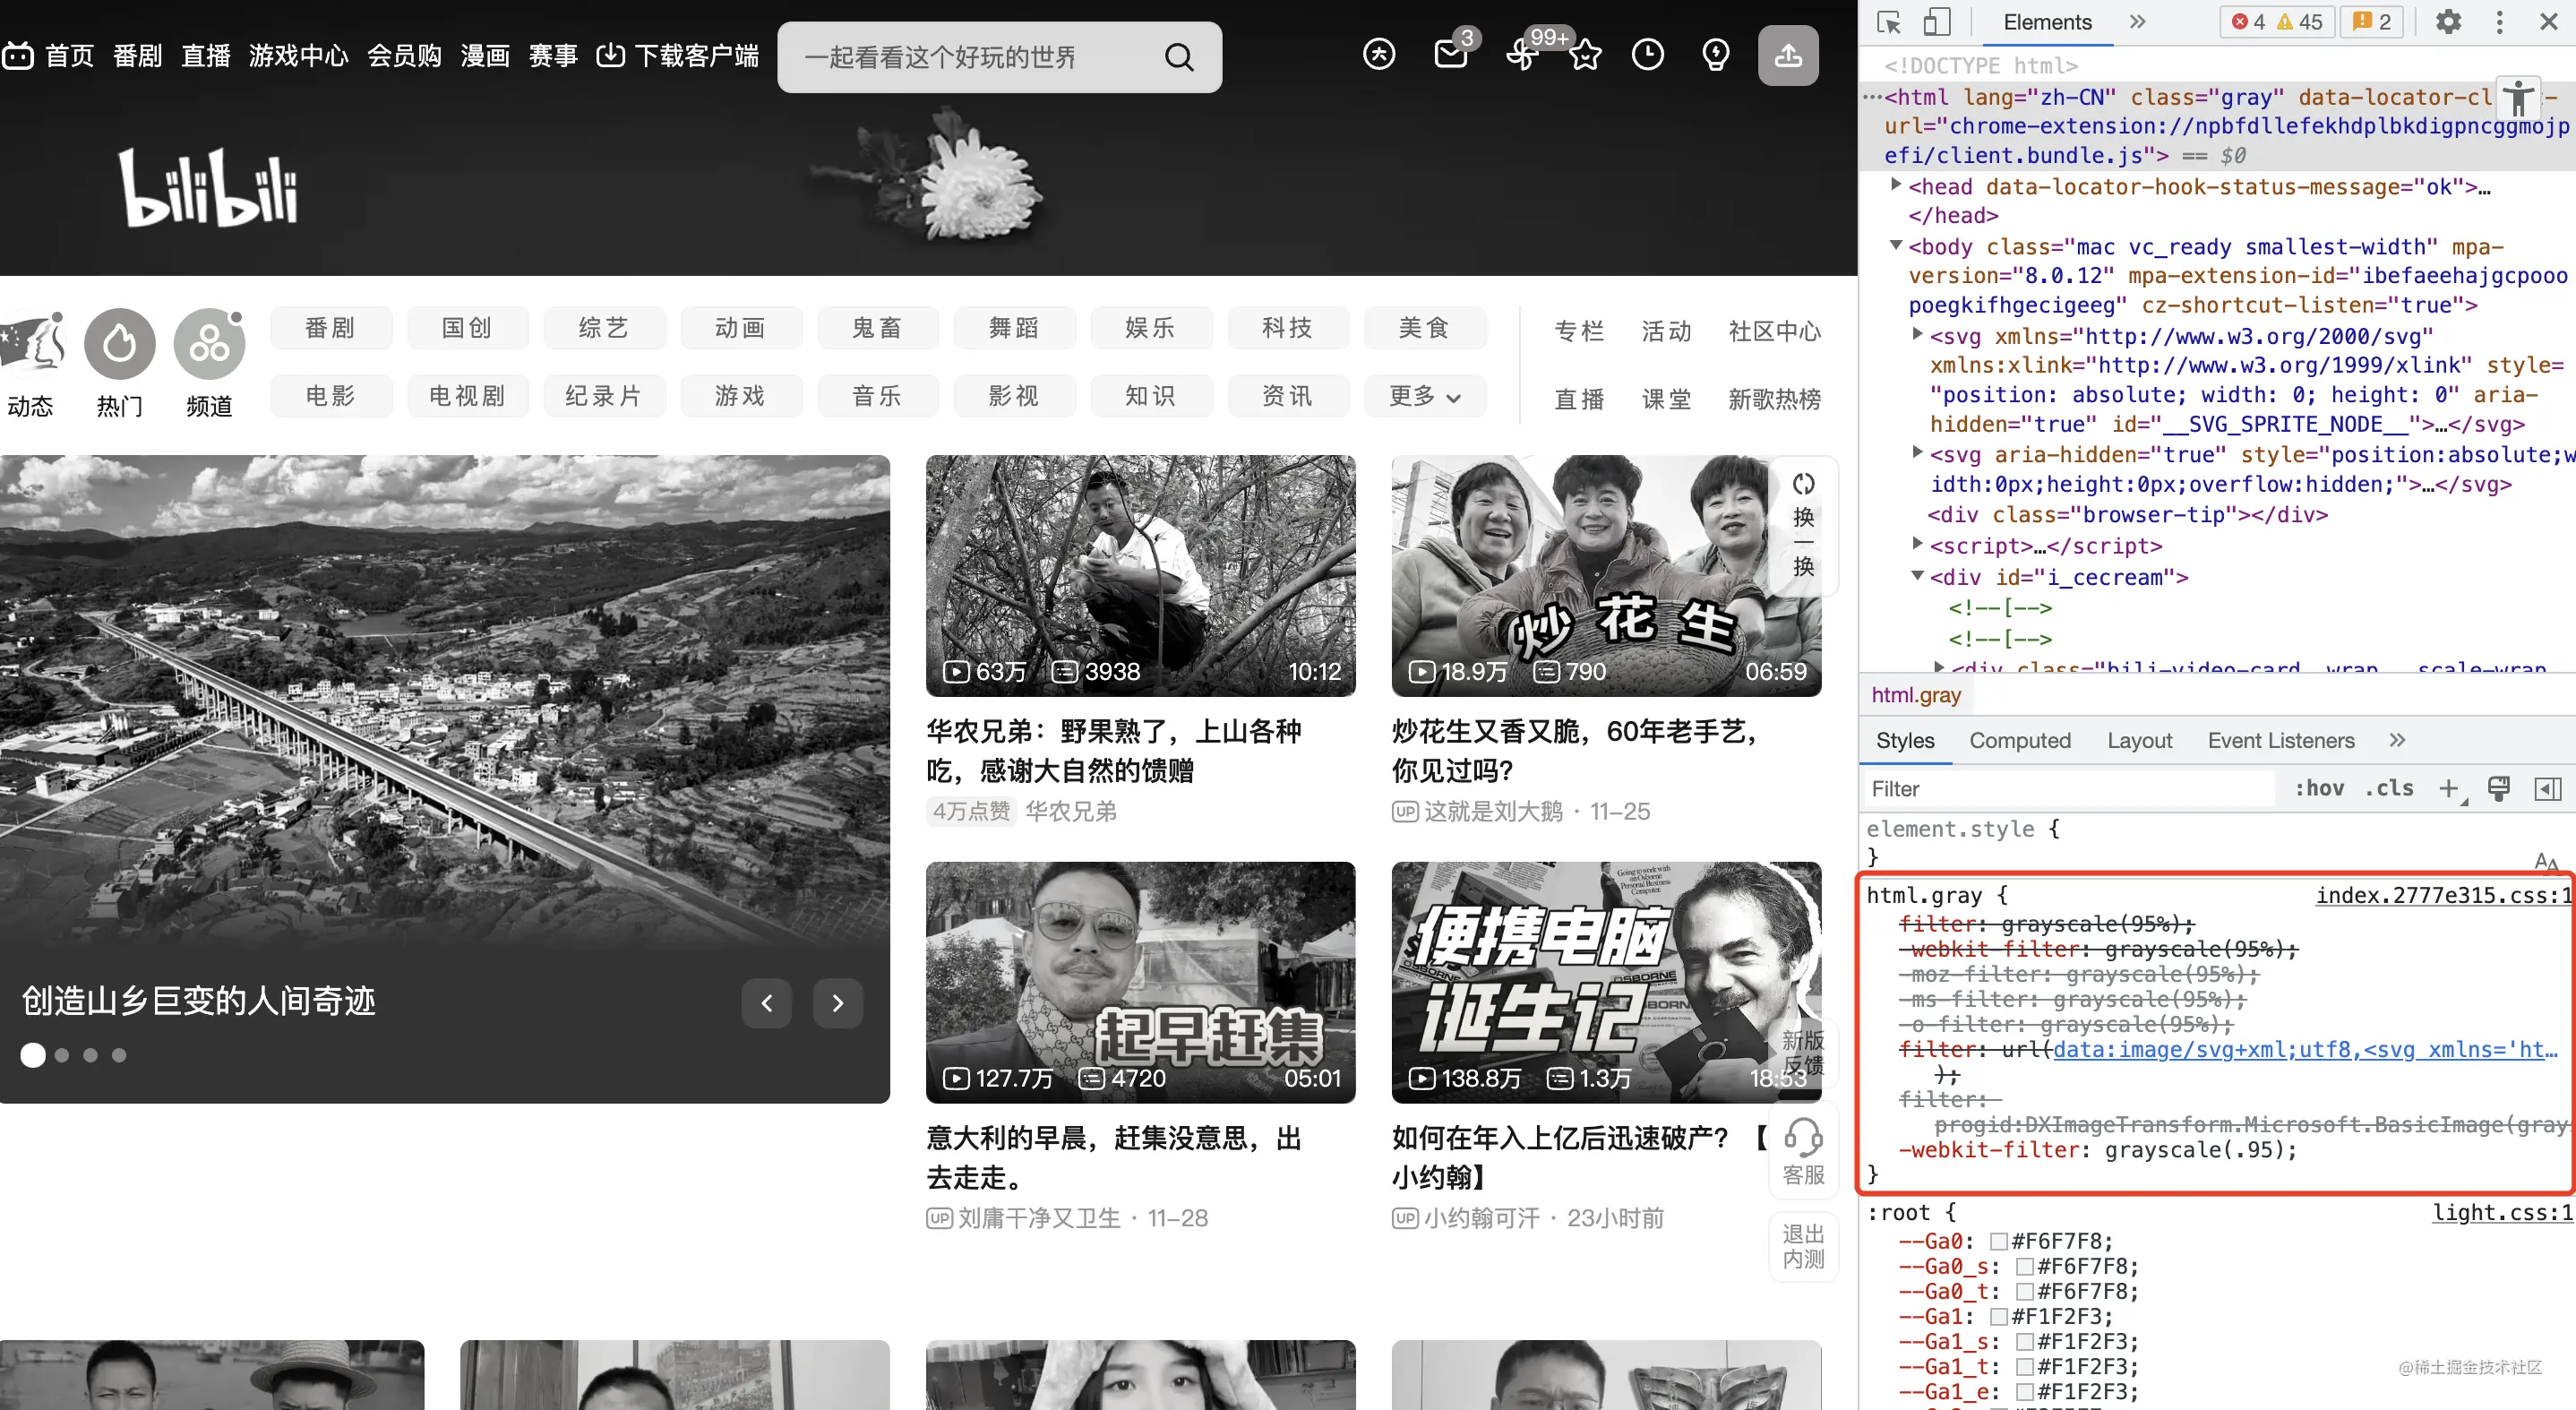 首页 番剧 直播 游戏中心 会员购 漫画 赛事 下载客户端
一起看看这个好玩的世界
3
99+
bilibili
动态
热门
频道
番剧 国创 综艺 动画 鬼畜 舞蹈 娱乐 科技 美食
电影 电视剧 纪录片 游戏 音乐 影视 知识 资讯 更多
专栏 活动 社区中心
直播 课堂 新歌热榜
创造山乡巨变的人间奇迹
63万 3938 10:12
华农兄弟：野果熟了，上山各种
吃，感谢大自然的馈赠
4万点赞 华农兄弟
炒花生
18.9万 790 06:59
炒花生又香又脆，60年老手艺，
你见过吗?
UP 这就是刘大鹅 · 11-25
换
一
换
起早赶集
127.7万 4720 05:01
意大利的早晨，赶集没意思，出
去走走。
UP 刘庸干净又卫生 · 11-28
Going to work with
an Osborne
Personal Business
Computer.
便携电脑
OSBORNE
诞生记
138.8万 1.3万 18:53
如何在年入上亿后迅速破产？【
小约翰】
UP 小约翰可汗 · 23小时前
新版
反馈
客服
退出
内测
Elements » 4 45 2
<!DOCTYPE html>
<html lang="zh-CN" class="gray" data-locator-cl -
url="chrome-extension://npbfdllefekhdplbkdigpncggmojp
efi/client.bundle.js"> == $0
<head data-locator-hook-status-message="ok">…
</head>
<body class="mac vc_ready smallest-width" mpa-
version="8.0.12" mpa-extension-id="ibefaeehajgcpooo
poegkifhgecigeeg" cz-shortcut-listen="true">
<svg xmlns="http://www.w3.org/2000/svg"
xmlns:xlink="http://www.w3.org/1999/xlink" style=
"position: absolute; width: 0; height: 0" aria-
hidden="true" id="__SVG_SPRITE_NODE__">…</svg>
<svg aria-hidden="true" style="position:absolute;w
idth:0px;height:0px;overflow:hidden;">…</svg>
<div class="browser-tip"></div>
<script>…</script>
<div id="i_cecream">
<!--[-->
<!--[-->
<div class="bili-video-card__wrap __scale-wrap
html.gray
Styles Computed Layout Event Listeners »
Filter :hov .cls +
element.style {
}
html.gray { index.2777e315.css:1
filter: grayscale(95%);
-webkit-filter: grayscale(95%);
-moz-filter: grayscale(95%);
-ms-filter: grayscale(95%);
-o-filter: grayscale(95%);
filter: url(data:image/svg+xml;utf8,<svg xmlns='ht…
);
filter:
progid:DXImageTransform.Microsoft.BasicImage(gray
-webkit-filter: grayscale(.95);
}
:root { light.css:1
--Ga0: #F6F7F8;
--Ga0_s: #F6F7F8;
--Ga0_t: #F6F7F8;
--Ga1: #F1F2F3;
--Ga1_s: #F1F2F3;
--Ga1_t: #F1F2F3;
--Ga1_e: #F1F2F3;
@稀土掘金技术社区